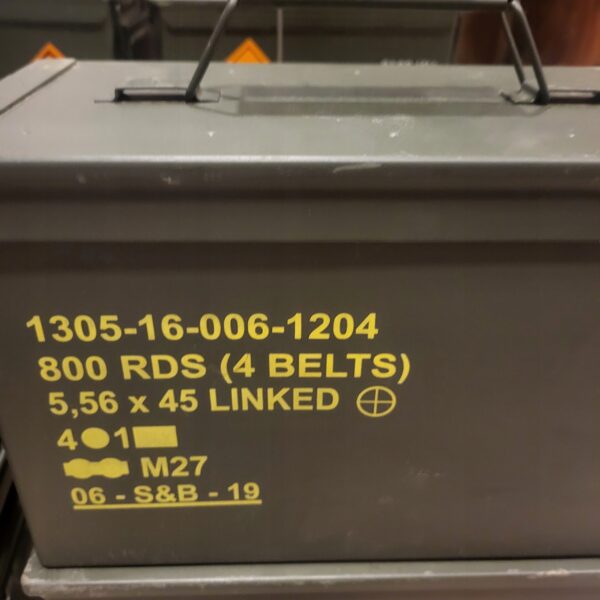 1305-16-006-1204
800 RDS (4 BELTS)
5,56 x 45 LINKED
4 1
M27
06 - S&B - 19